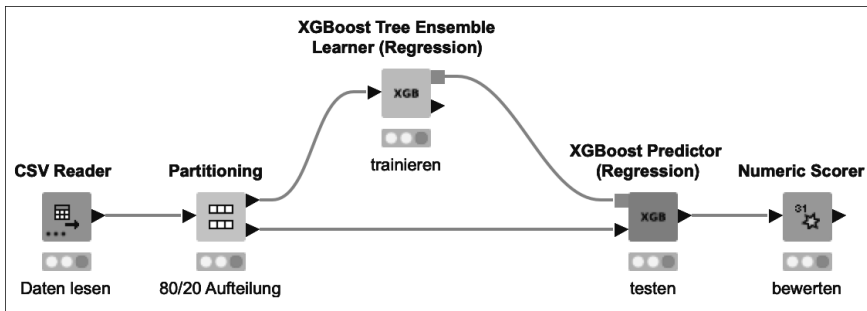 XGBoost Tree Ensemble
Learner (Regression)
XGB
trainieren
CSV Reader
Daten lesen
Partitioning
80/20 Aufteilung
XGBoost Predictor
(Regression)
XGB
testen
Numeric Scorer
bewerten